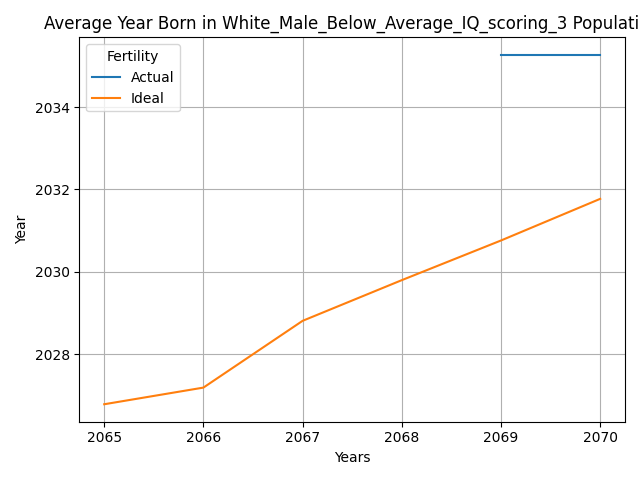 Average Year Born in White_Male_Below_Average_IQ_scoring_3 Populati
Fertility
Actual
Ideal
2034
2032
2030
2028
Year
2065 2066 2067 2068 2069 2070
Years